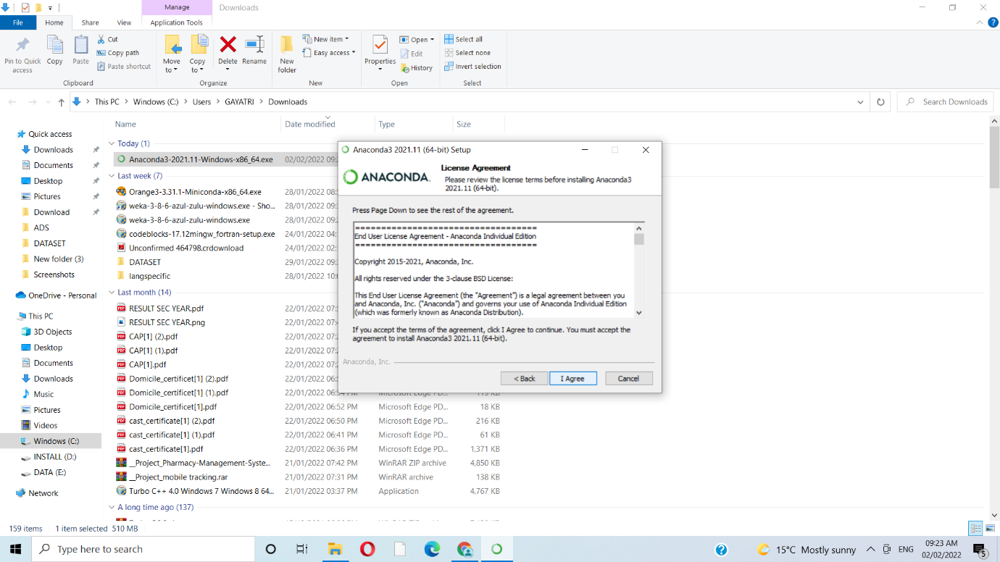 Manage
Downloads
File
Home
Share
View
Application Tools
Pin to Quick access
Copy
Paste
Cut
Copy path
Paste shortcut
Clipboard
Move to
Copy to
Delete
Rename
Organize
New folder
New item
Easy access
New
Properties
Open
Edit
History
Open
Select all
Select none
Invert selection
Select
This PC > Windows (C:) > Users > GAYATRI > Downloads
Search Downloads
Quick access
Downloads
Documents
Desktop
Pictures
Download
ADS
DATASET
New folder (3)
Screenshots
OneDrive - Personal
This PC
3D Objects
Desktop
Documents
Downloads
Music
Pictures
Videos
Windows (C:)
INSTALL (D:)
DATA (E:)
Network
Name Date modified Type Size
Today (1)
Anaconda3-2021.11-Windows-x86_64.exe 02/02/2022 09:
Last week (7)
Orange3-3.31.1-Miniconda-x86_64.exe 28/01/2022 08:
weka-3-8-6-azul-zulu-windows.exe - Sho... 28/01/2022 09:
weka-3-8-6-azul-zulu-windows.exe 28/01/2022 09:
codeblocks-17.12mingw_fortran-setup.exe 24/01/2022 04:
Unconfirmed 464798.crdownload 24/01/2022 02:
DATASET 29/01/2022 09:
langspecific 28/01/2022 10:
Last month (14)
RESULT SEC YEAR.pdf 22/01/2022 07:
RESULT SEC YEAR.png 22/01/2022 07:
CAP[1] (2).pdf 22/01/2022 07:
CAP[1] (1).pdf 22/01/2022 07:
CAP[1].pdf 22/01/2022 07:
Domicile_certificet[1] (2).pdf 22/01/2022 06:
Domicile_certificet[1] (1).pdf 22/01/2022 06:54 PM Microsoft Edge PD... 119 KB
Domicile_certificet[1].pdf 22/01/2022 06:52 PM Microsoft Edge PD... 18 KB
cast_certificate[1] (2).pdf 22/01/2022 06:50 PM Microsoft Edge PD... 216 KB
cast_certificate[1] (1).pdf 22/01/2022 06:41 PM Microsoft Edge PD... 61 KB
cast_certificate[1].pdf 22/01/2022 06:36 PM Microsoft Edge PD... 1,371 KB
__Project_Pharmacy-Management-Syste... 21/01/2022 07:42 PM WinRAR ZIP archive 4,850 KB
__Project_mobile tracking.rar 21/01/2022 07:31 PM WinRAR archive 138 KB
Turbo C++ 4.0 Windows 7 Windows 8 64... 21/01/2022 03:37 PM Application 4,767 KB
A long time ago (137)
Anaconda3 2021.11 (64-bit) Setup
ANACONDA.
License Agreement
Please review the license terms before installing Anaconda3
2021.11 (64-bit).
Press Page Down to see the rest of the agreement.
===================================
End User License Agreement - Anaconda Individual Edition
===================================
Copyright 2015-2021, Anaconda, Inc.
All rights reserved under the 3-clause BSD License:
This End User License Agreement (the "Agreement") is a legal agreement between you
and Anaconda, Inc. ("Anaconda") and governs your use of Anaconda Individual Edition
(which was formerly known as Anaconda Distribution).
If you accept the terms of the agreement, click I Agree to continue. You must accept the
agreement to install Anaconda3 2021.11 (64-bit).
Anaconda, Inc.
< Back
I Agree
Cancel
159 items 1 item selected 510 MB
Type here to search
15°C Mostly sunny
ENG
09:23 AM
02/02/2022
5